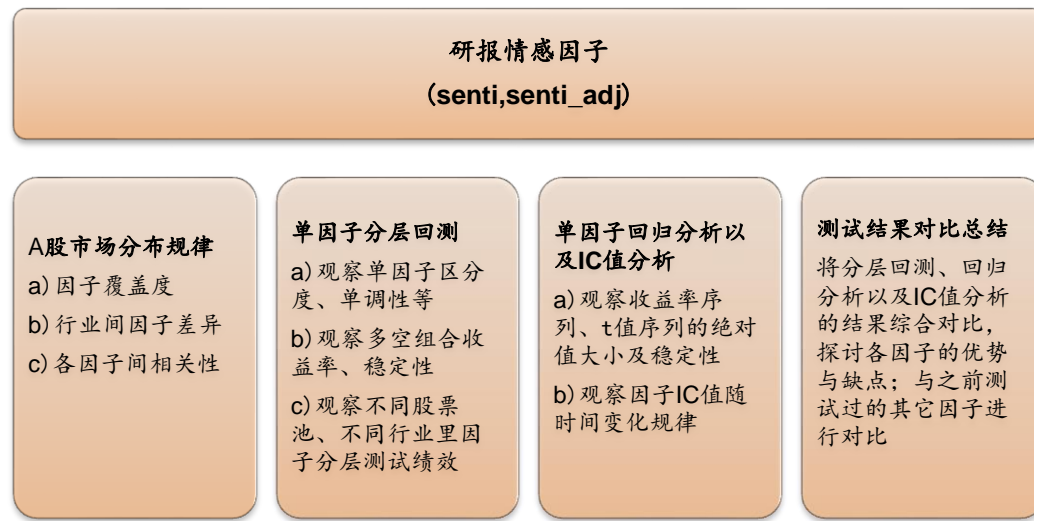 研报情感因子
(senti,senti_adj)
A股市场分布规律
a)因子覆盖度
b)行业间因子差异
c)各因子间相关性
单因子分层回测
a)观察单因子区分
度、单调性等
b)观察多空组合收
益率、稳定性
c)观察不同股票
池、不同行业里因
子分层测试绩效
单因子回归分析以
及IC值分析
a)观察收益率序
列、t值序列的绝对
值大小及稳定性
b)观察因子IC值随
时间变化规律
测试结果对比总结
将分层回测、回归
分析以及IC值分析
的结果综合对比，
探讨各因子的优势
与缺点；与之前测
试过的其它因子进
行对比